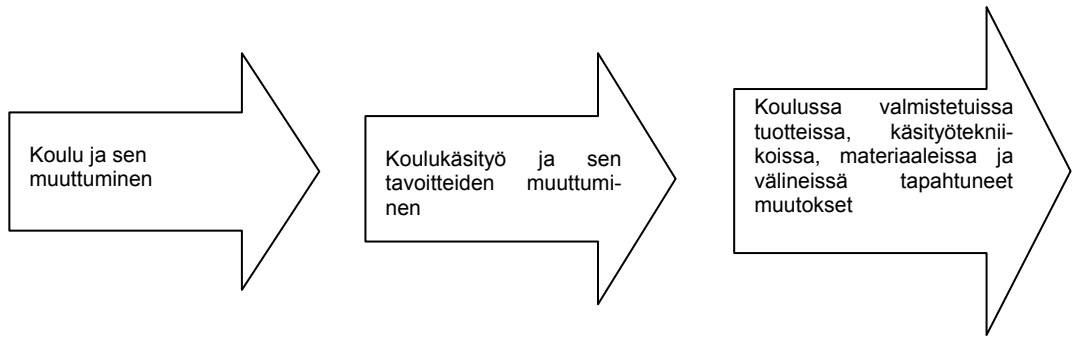 Koulu ja sen
muuttuminen
Koulukäsityö ja sen
tavoitteiden muuttumi-
nen
Koulussa valmistetuissa
tuotteissa, käsityötekni-
koissa, materiaaleissa ja
välineissä tapahtuneet
muutokset